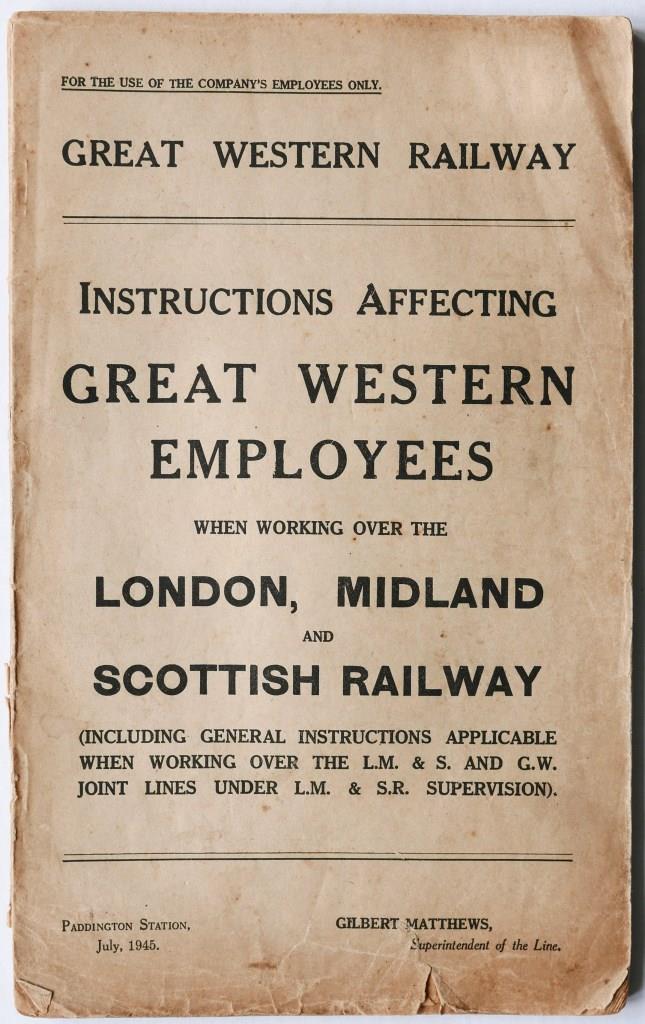 FOR THE USE OF THE COMPANY'S EMPLOYEES ONLY.
GREAT WESTERN RAILWAY
INSTRUCTIONS AFFECTING
GREAT WESTERN
EMPLOYEES
WHEN WORKING OVER THE
LONDON, MIDLAND
AND
SCOTTISH RAILWAY
(INCLUDING GENERAL INSTRUCTIONS APPLICABLE
WHEN WORKING OVER THE L.M. & S. AND G.W.
JOINT LINES UNDER L.M. & S.R. SUPERVISION).
PADDINGTON STATION,
July, 1945.
GILBERT MATTHEWS,
Superintendent of the Line.